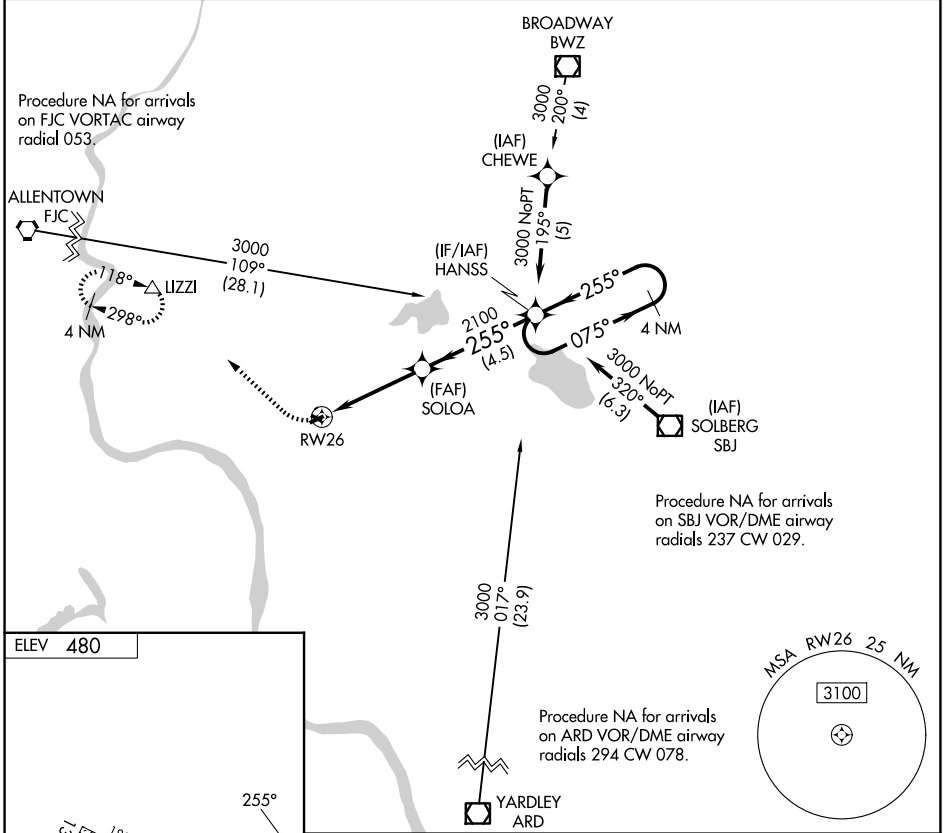 BROADWAY
BWZ
Procedure NA for arrivals
on FJC VORTAC airway
radial 053.
3000
200°
(4)
(IAF)
CHEWE
ALLENTOWN
FJC
3000
109°
(28.1)
3000 NoPT
195°
(5)
(IF/IAF)
HANSS
118°
LIZZI
298°
4 NM
255°
075°
4 NM
2100
255°
(4.5)
(FAF)
SOLOA
RW26
3000 NoPT
320°
(6.3)
(IAF)
SOLBERG
SBJ
Procedure NA for arrivals
on SBJ VOR/DME airway
radials 237 CW 029.
3000
017°
(23.9)
ELEV 480
MSA RW26 25 NM
3100
Procedure NA for arrivals
on ARD VOR/DME airway
radials 294 CW 078.
YARDLEY
ARD
255°